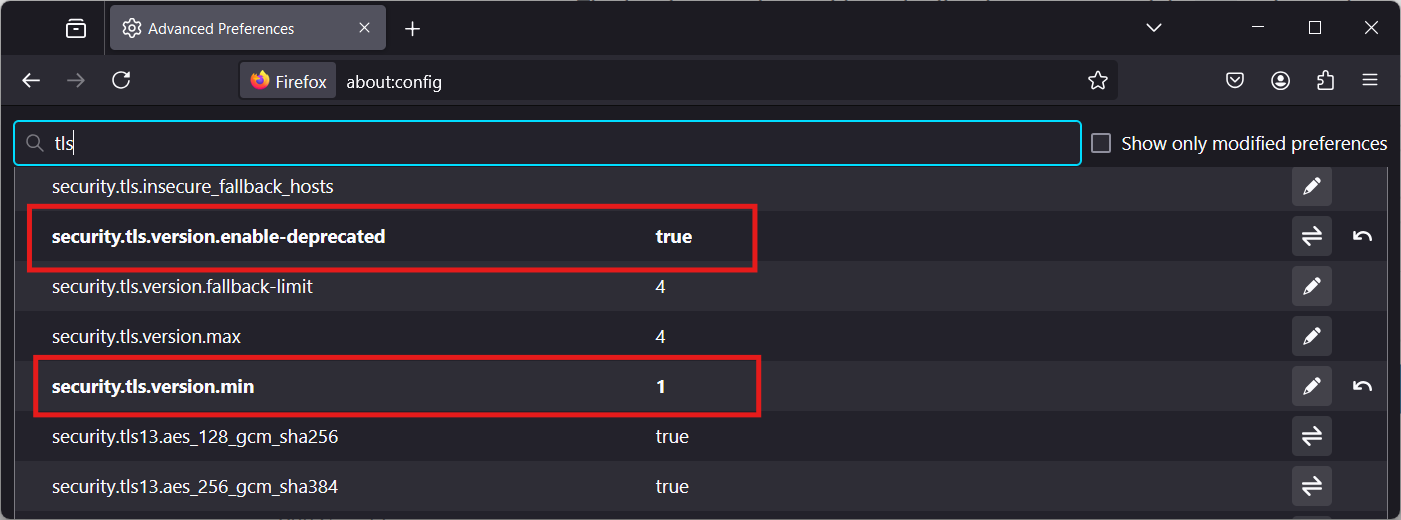 Advanced Preferences
Firefox about:config
tls Show only modified preferences
security.tls.insecure_fallback_hosts
security.tls.version.enable-deprecated true
security.tls.version.fallback-limit 4
security.tls.version.max 4
security.tls.version.min 1
security.tls13.aes_128_gcm_sha256 true
security.tls13.aes_256_gcm_sha384 true